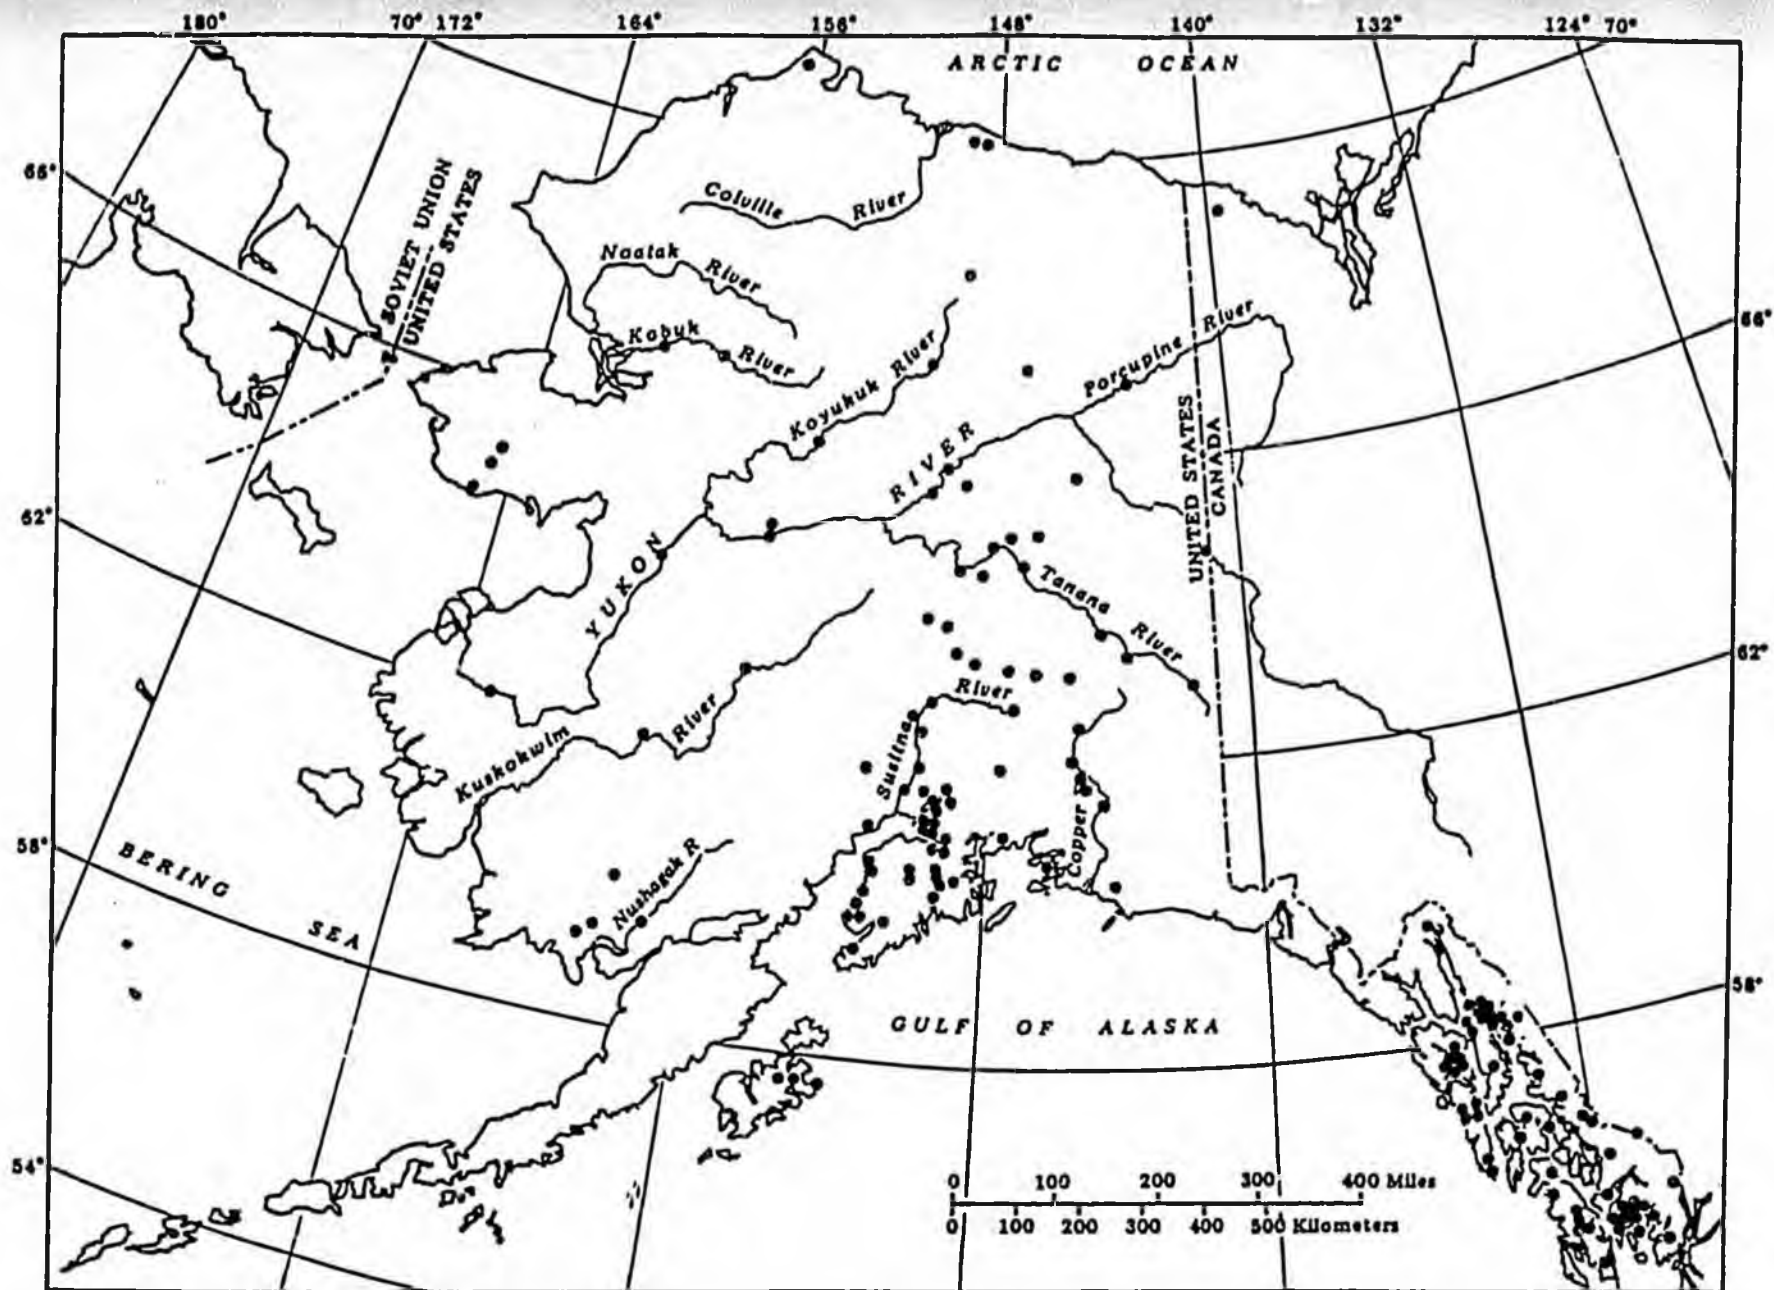 180° 70° 172° 164° 156° 148° 140° 132° 124° 70°
ARCTIC OCEAN
66°
SOVIET UNION
UNITED STATES
Colville River
Noatak River
Kobuk River
Koyukuk River
Porcupine River
66°
UNITED STATES
CANADA
62°
YUKON RIVER
Tanana River
62°
Kuskokwim River
Susitna River
Copper R
58°
BERING SEA
Nushagak R
58°
GULF OF ALASKA
54°
0 100 200 300 400 Miles
0 100 200 300 400 500 Kilometers